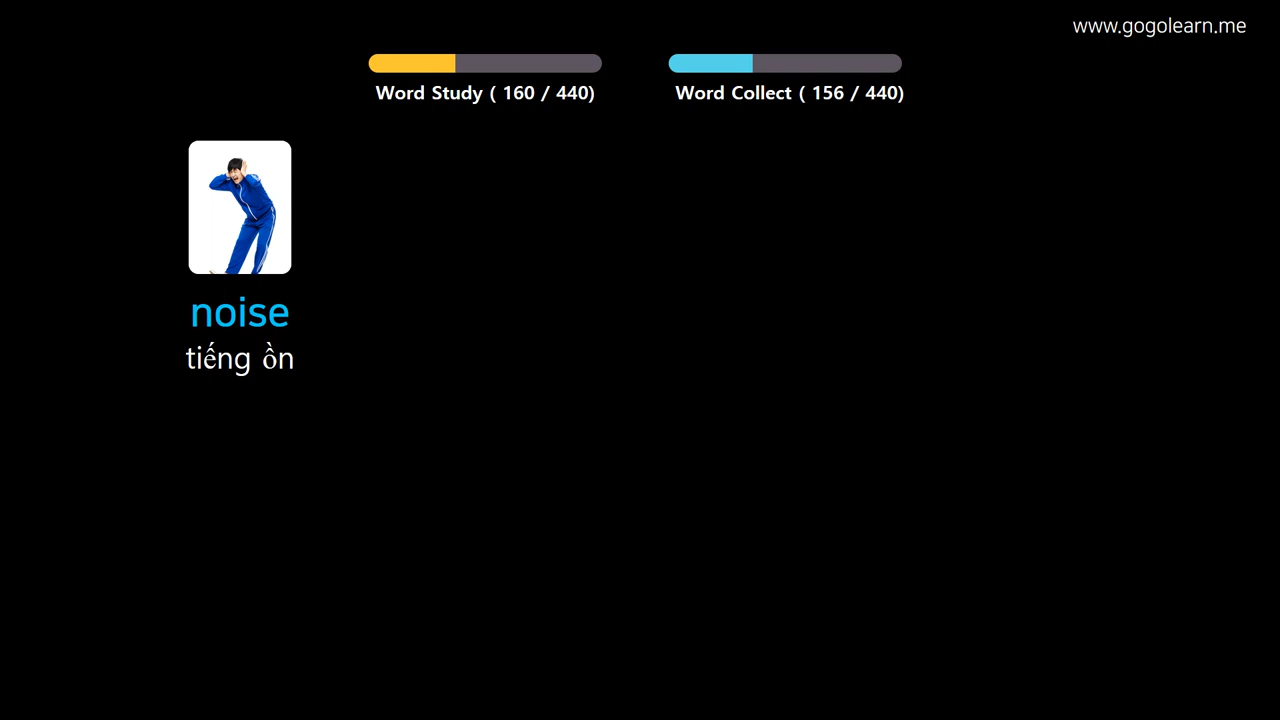 www.gogolearn.me
Word Study ( 160 / 440)
Word Collect ( 156 / 440)
noise
tiếng ồn